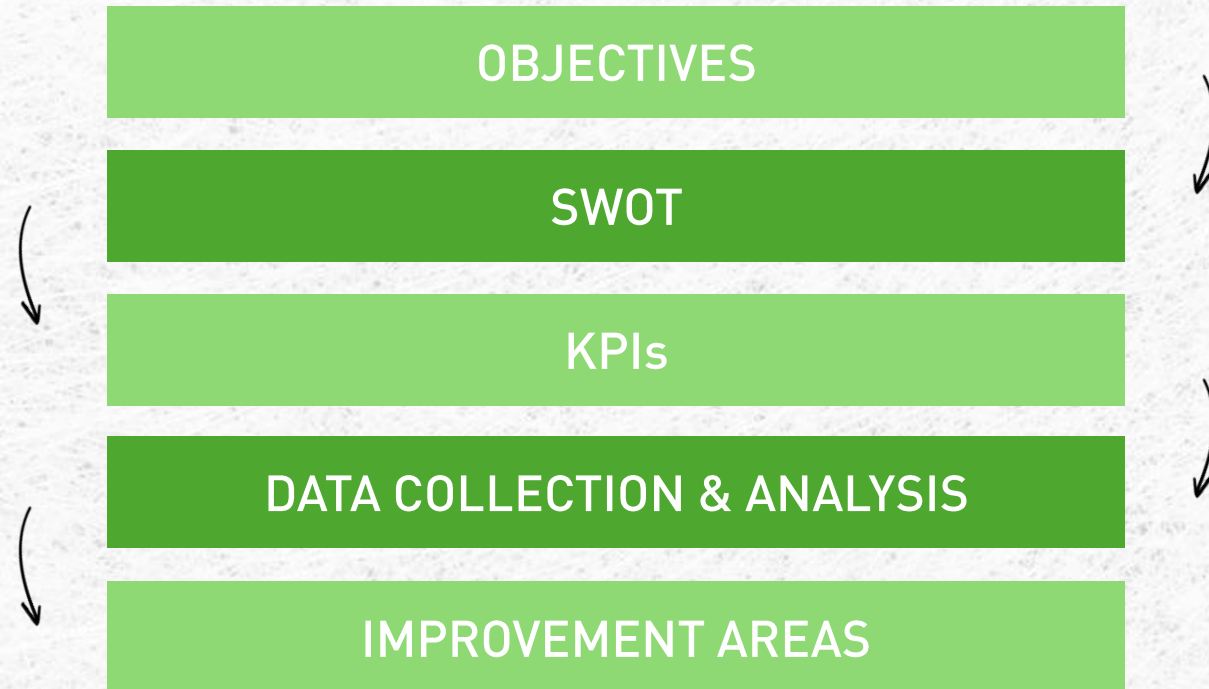 OBJECTIVES
SWOT
KPIs
DATA COLLECTION & ANALYSIS
IMPROVEMENT AREAS